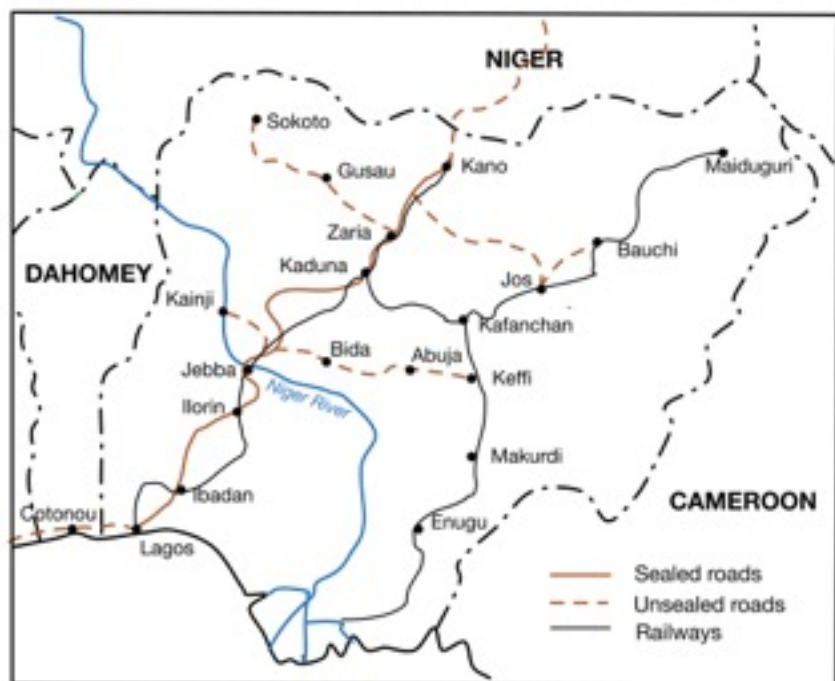 NIGER
Sokoto
Gusau
Kano
Maiduguri
Zaria
Kaduna
Bauchi
DAHOMEY
Jos
Kainji
Kafanchan
Bida
Abuja
Jebba
Keffi
Niger River
Ilorin
Makurdi
Ibadan
CAMEROON
Cotonou
Enugu
Lagos
Sealed roads
Unsealed roads
Railways